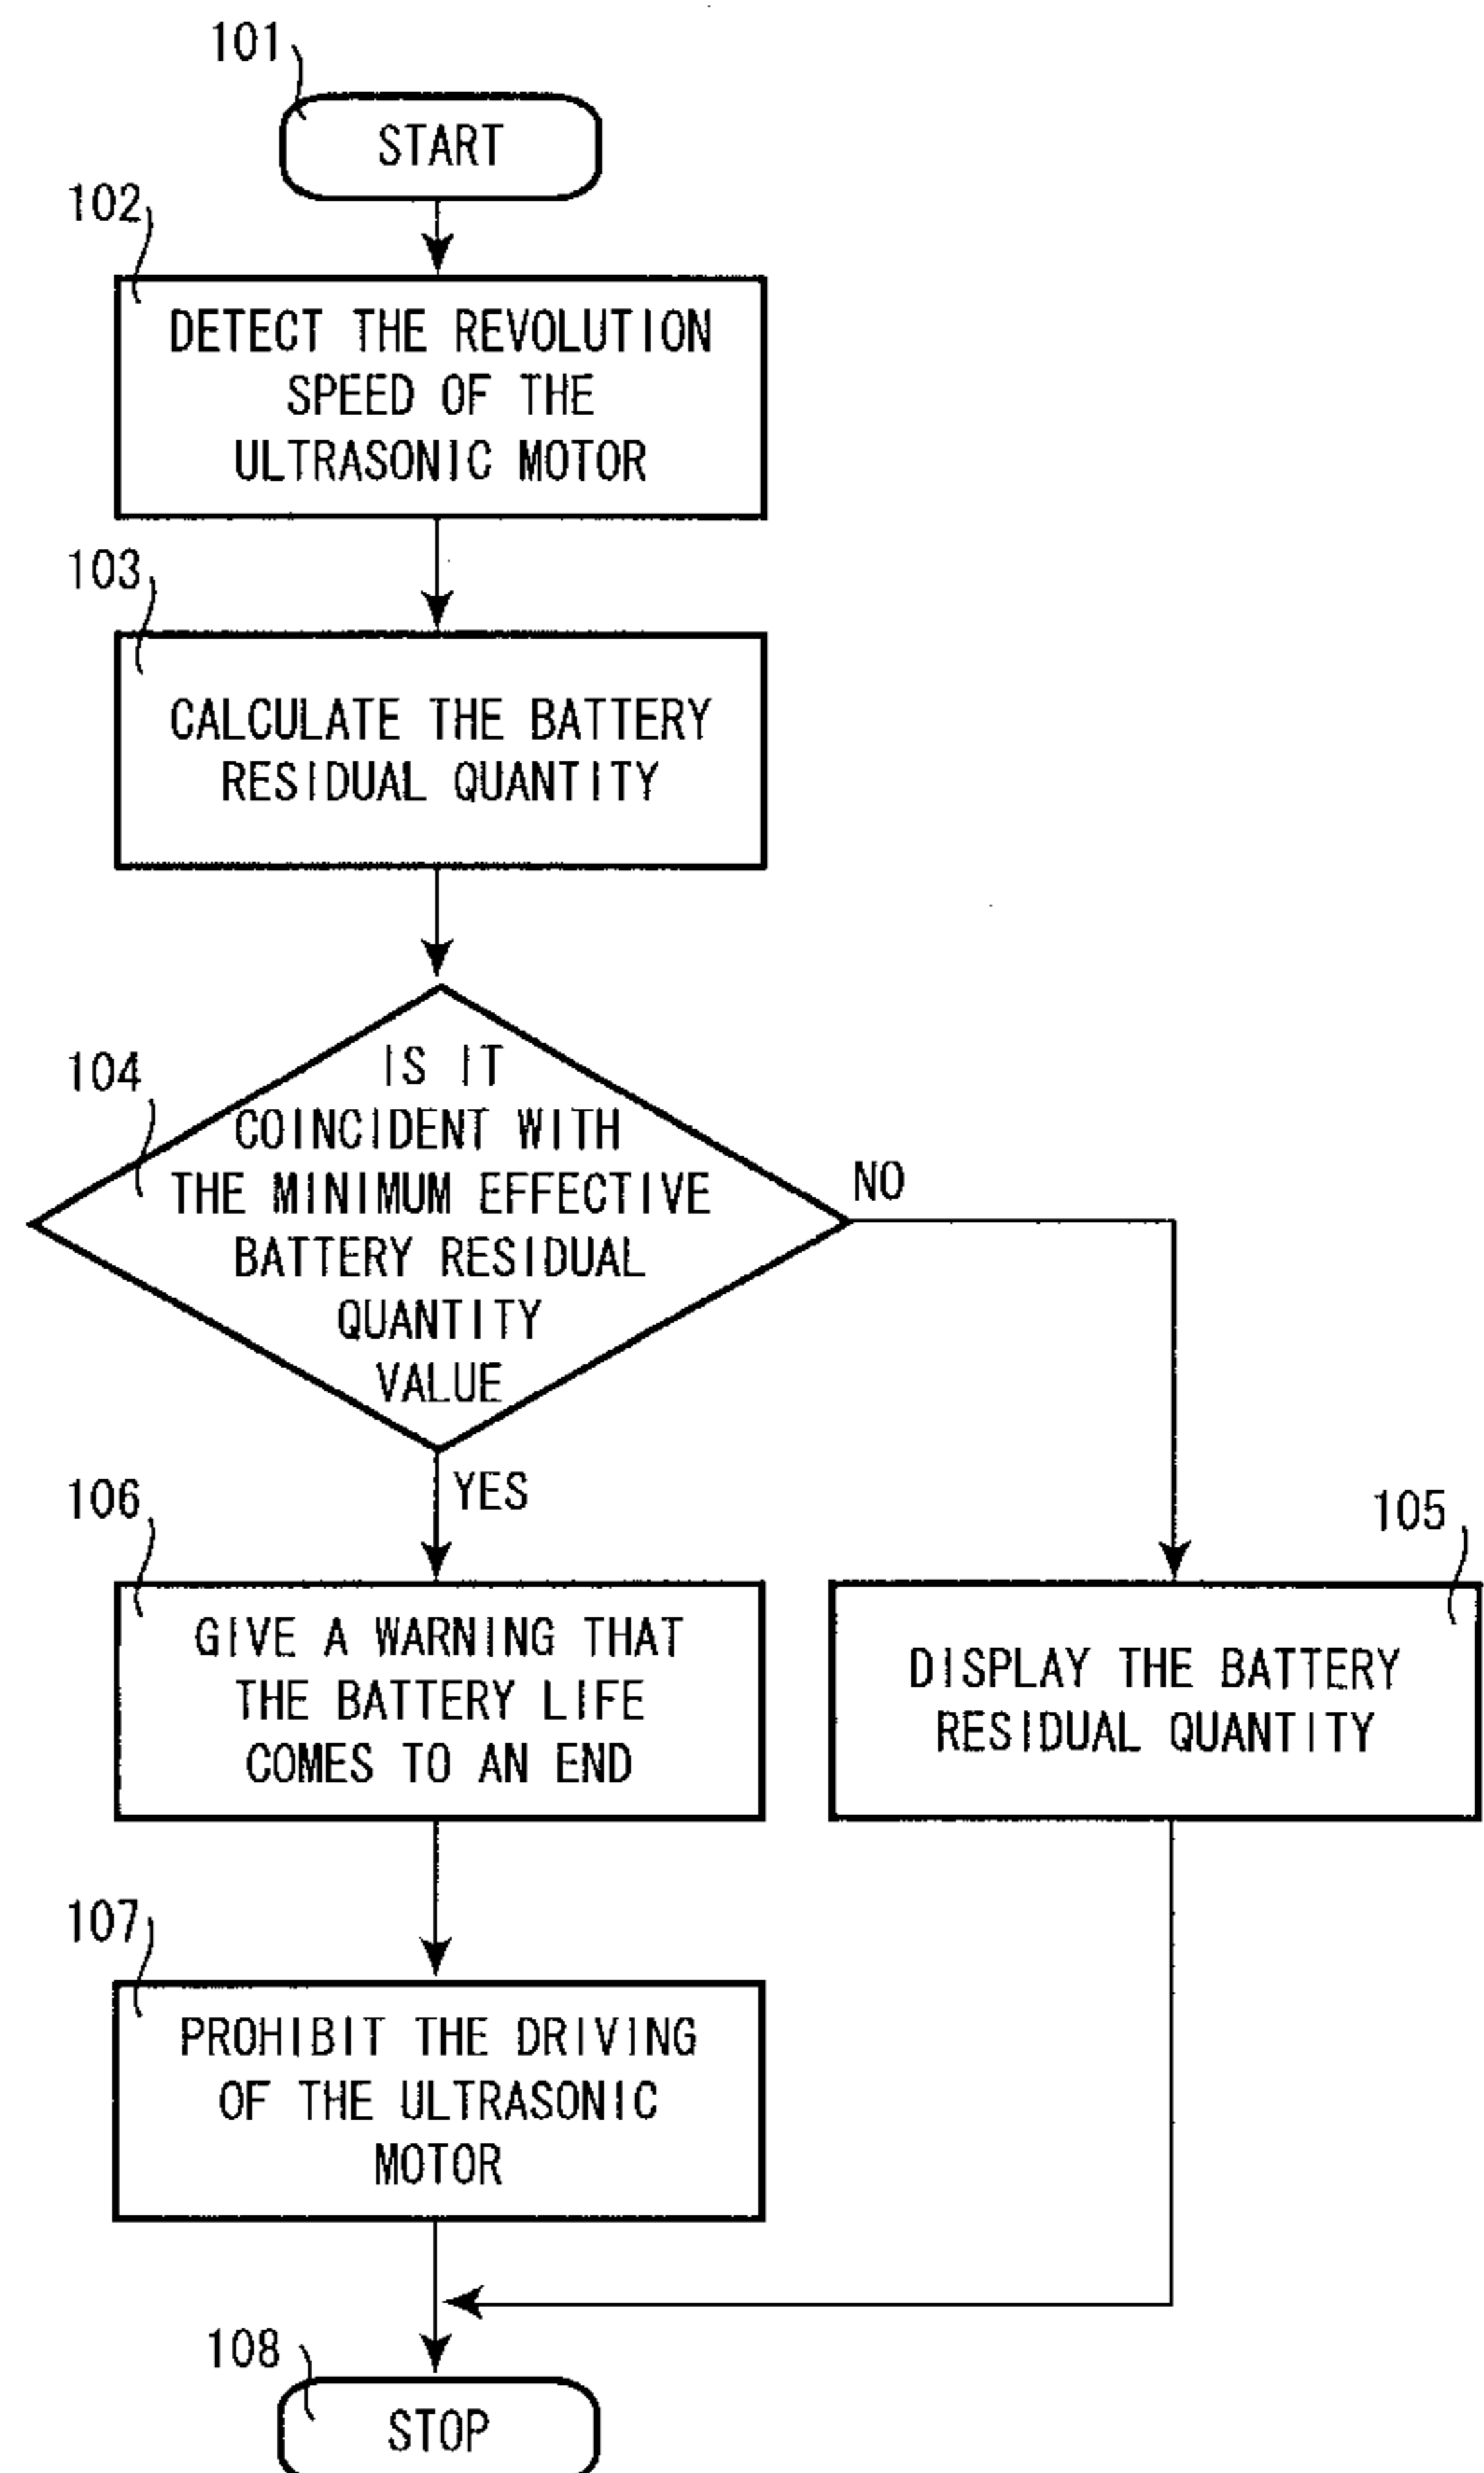 101
START
102
DETECT THE REVOLUTION
SPEED OF THE
ULTRASONIC MOTOR
103
CALCULATE THE BATTERY
RESIDUAL QUANTITY
104
IS IT
COINCIDENT WITH
THE MINIMUM EFFECTIVE
BATTERY RESIDUAL
QUANTITY
VALUE
NO
YES
106
GIVE A WARNING THAT
THE BATTERY LIFE
COMES TO AN END
105
DISPLAY THE BATTERY
RESIDUAL QUANTITY
107
PROHIBIT THE DRIVING
OF THE ULTRASONIC
MOTOR
108
STOP